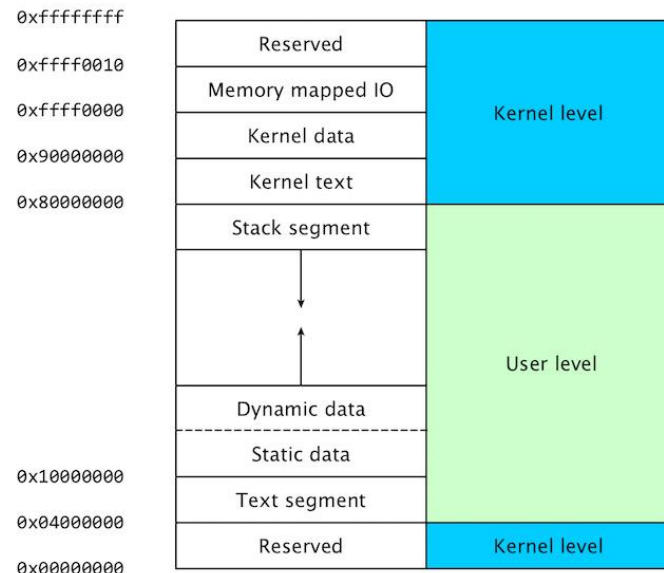 0xffffffff
Reserved
0xffff0010
Memory mapped IO
Kernel level
0xffff0000
Kernel data
0x90000000
Kernel text
0x80000000
Stack segment
User level
Dynamic data
Static data
0x10000000
Text segment
0x04000000
Reserved
Kernel level
0x00000000